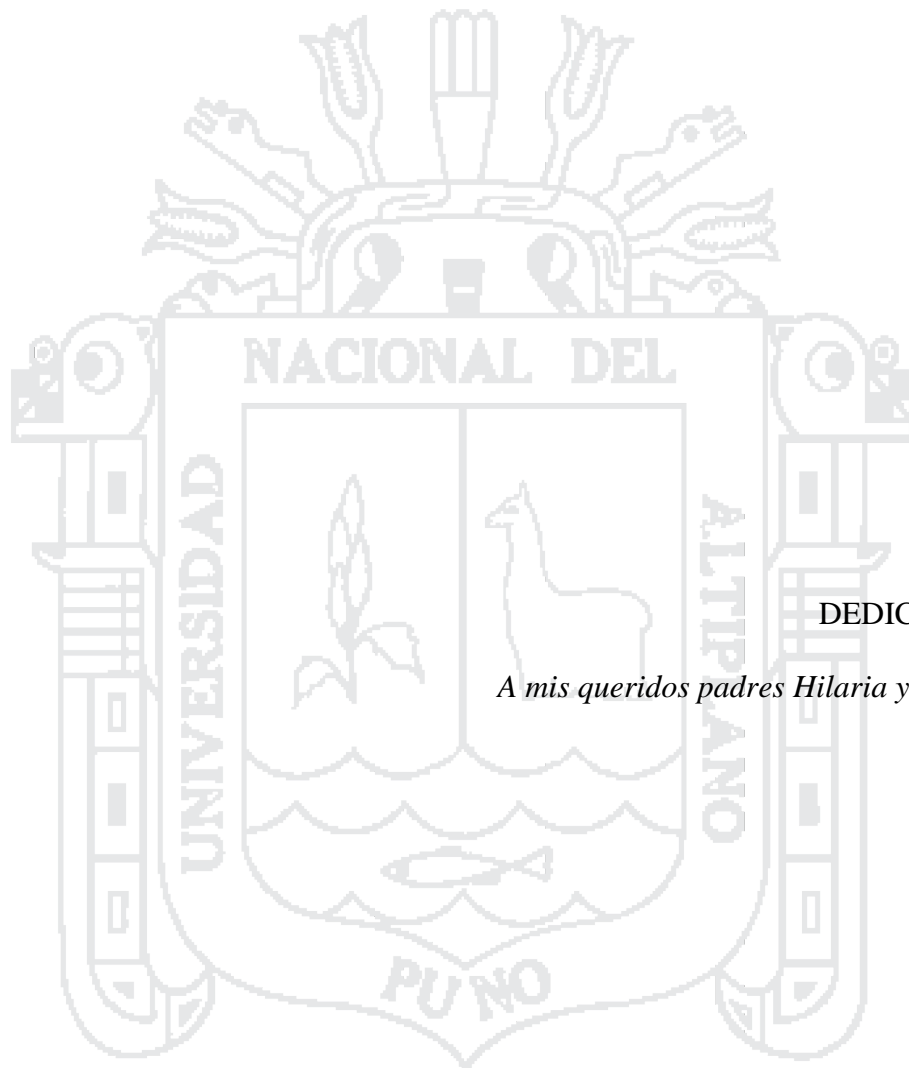 NACIONAL DEL
UNIVERSIDAD
ALTIPLANO
DEDIC
A mis queridos padres Hilaria y
PUNO